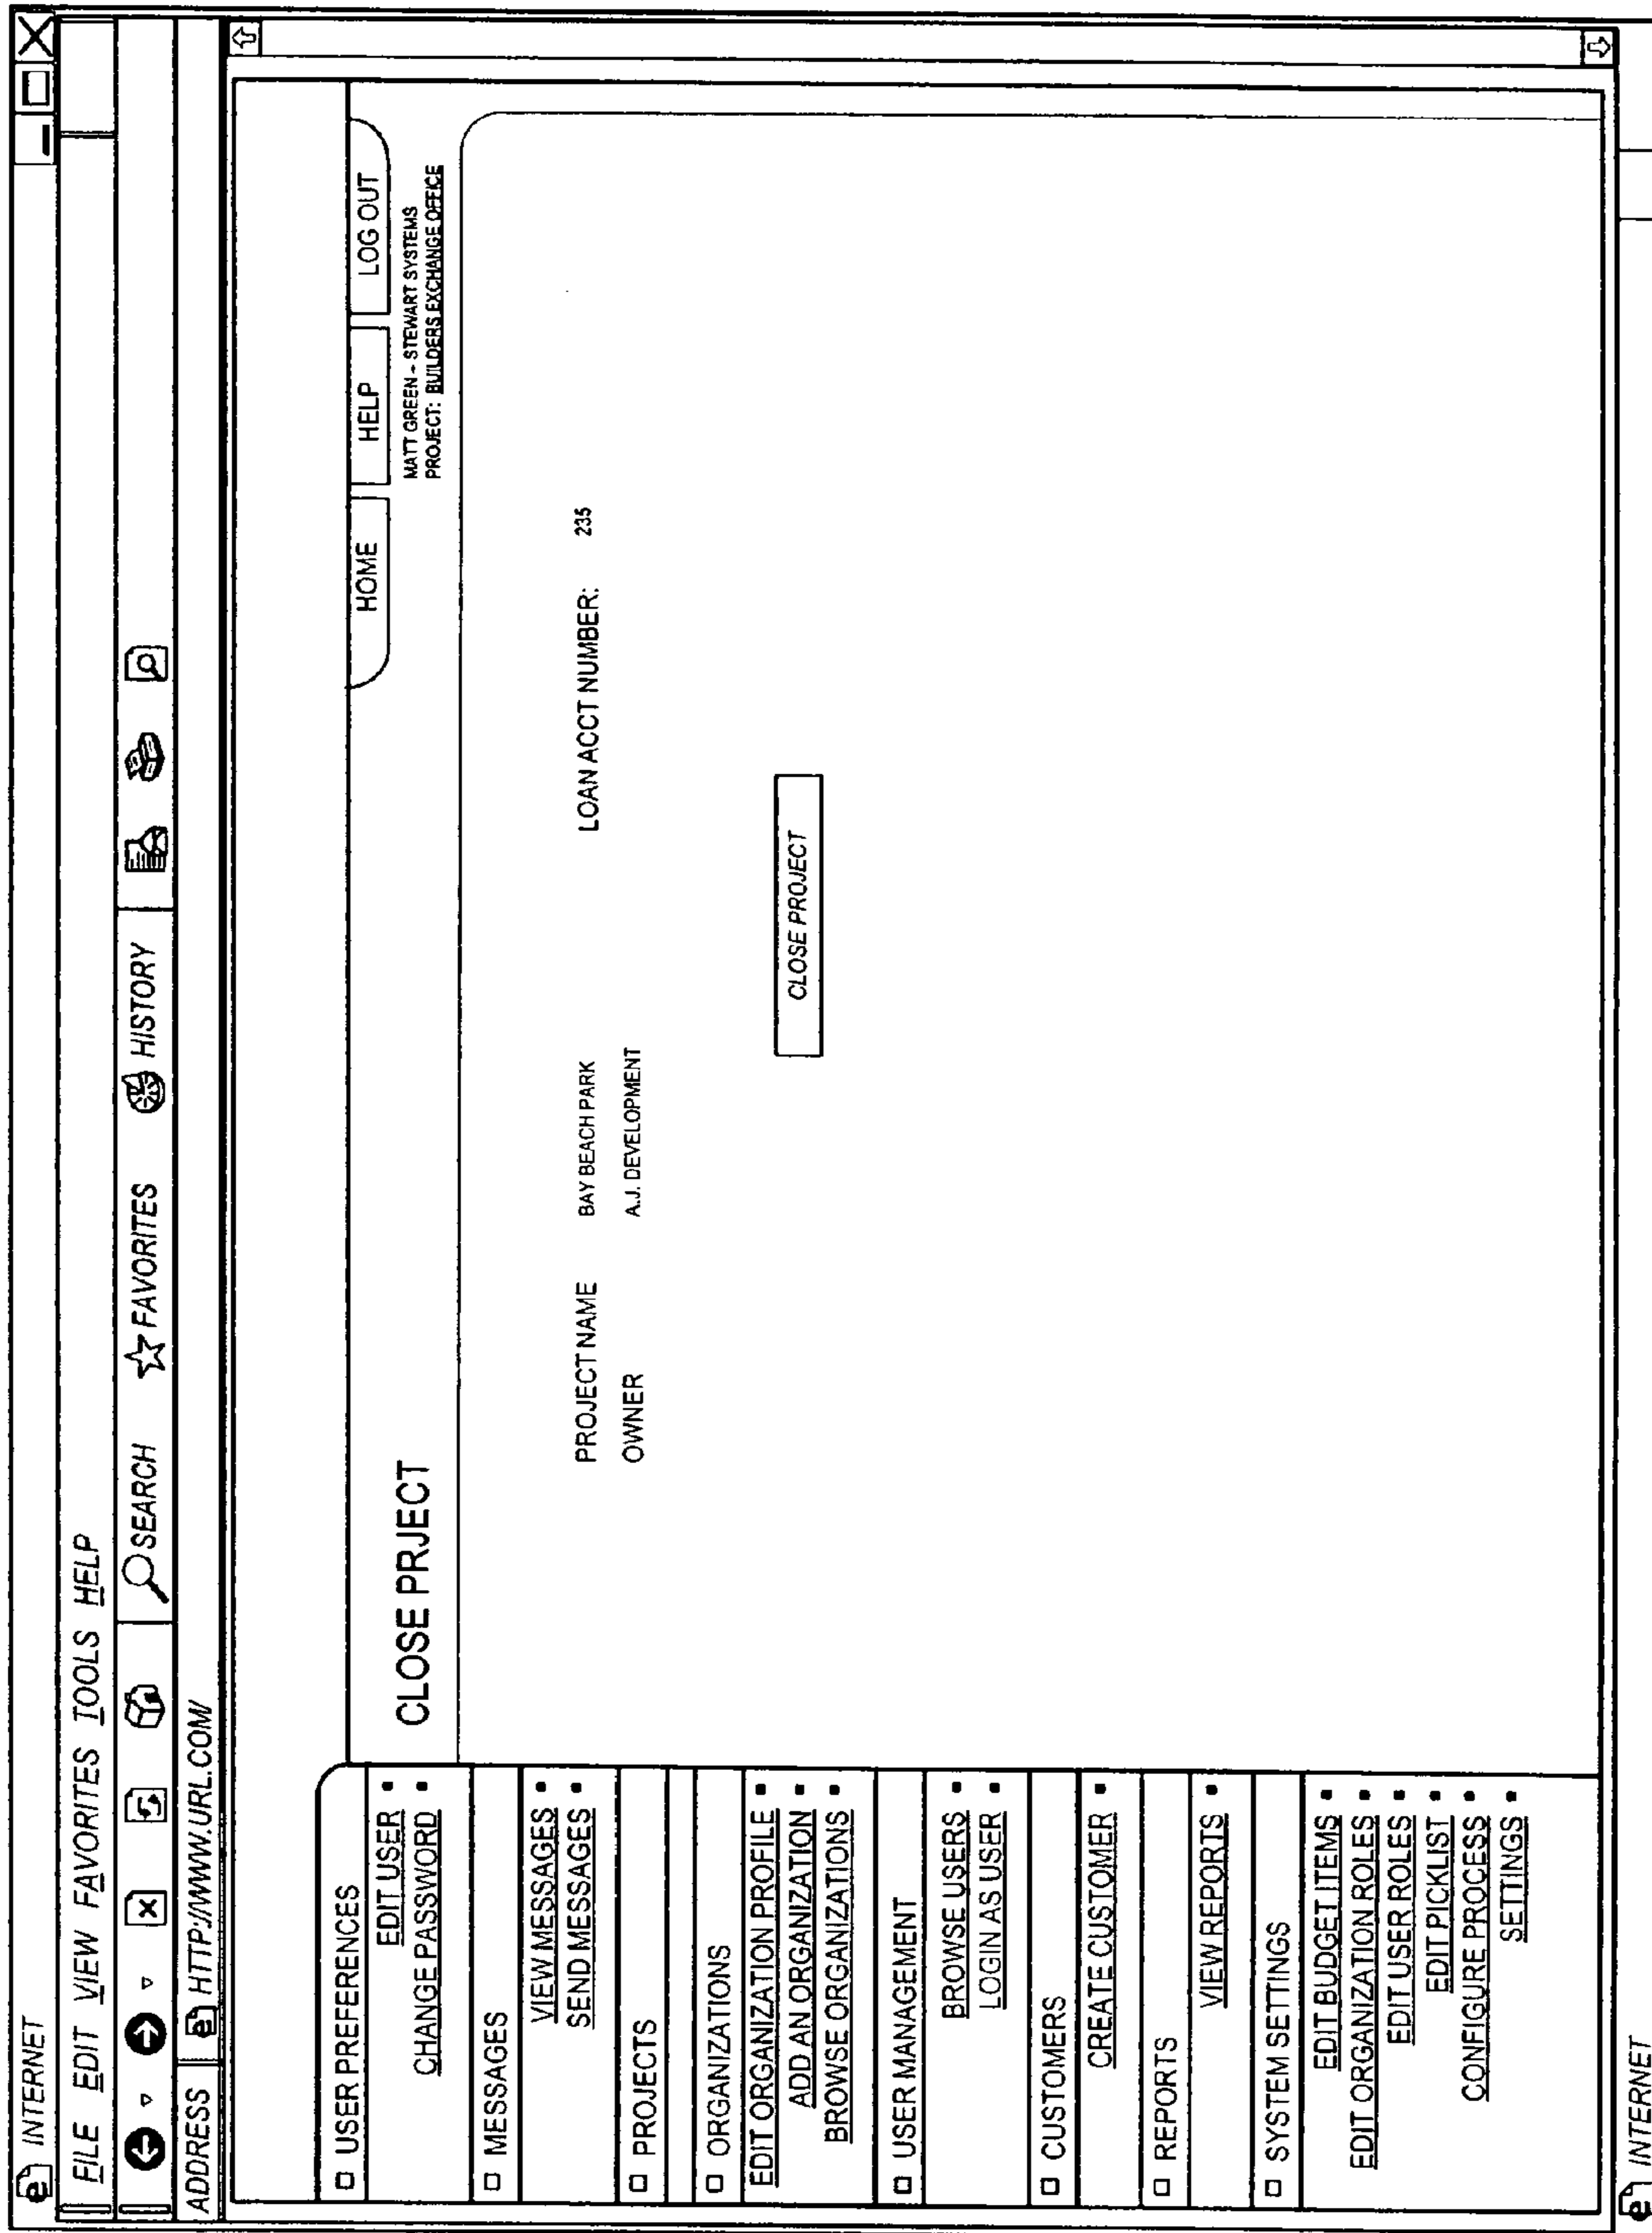 INTERNET
FILE EDIT VIEW FAVORITES TOOLS HELP
SEARCH FAVORITES HISTORY
ADDRESS HTTP://WWW.URL.COM/
HOME HELP LOG OUT
MATT GREEN - STEWART SYSTEMS
PROJECT: BUILDERS EXCHANGE OFFICE
CLOSE PRJECT
USER PREFERENCES
EDIT USER
CHANGE PASSWORD
MESSAGES
VIEW MESSAGES
SEND MESSAGES
PROJECTS
ORGANIZATIONS
EDIT ORGANIZATION PROFILE
ADD AN ORGANIZATION
BROWSE ORGANIZATIONS
USER MANAGEMENT
BROWSE USERS
LOGIN AS USER
CUSTOMERS
CREATE CUSTOMER
REPORTS
VIEW REPORTS
SYSTEM SETTINGS
EDIT BUDGET ITEMS
EDIT ORGANIZATION ROLES
EDIT USER ROLES
EDIT PICKLIST
CONFIGURE PROCESS
SETTINGS
PROJECT NAME BAY BEACH PARK LOAN ACCT NUMBER: 235
OWNER A.J. DEVELOPMENT
CLOSE PROJECT
INTERNET